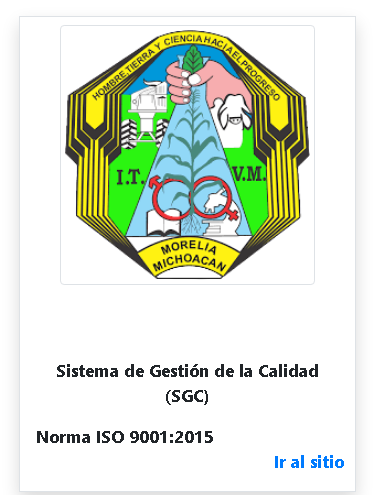 HOMBRE, TIERRA Y CIENCIA HACIA EL PROGRESO
I.T. V.M.
MORELIA
MICHOACAN
Sistema de Gestión de la Calidad
(SGC)
Norma ISO 9001:2015
Ir al sitio